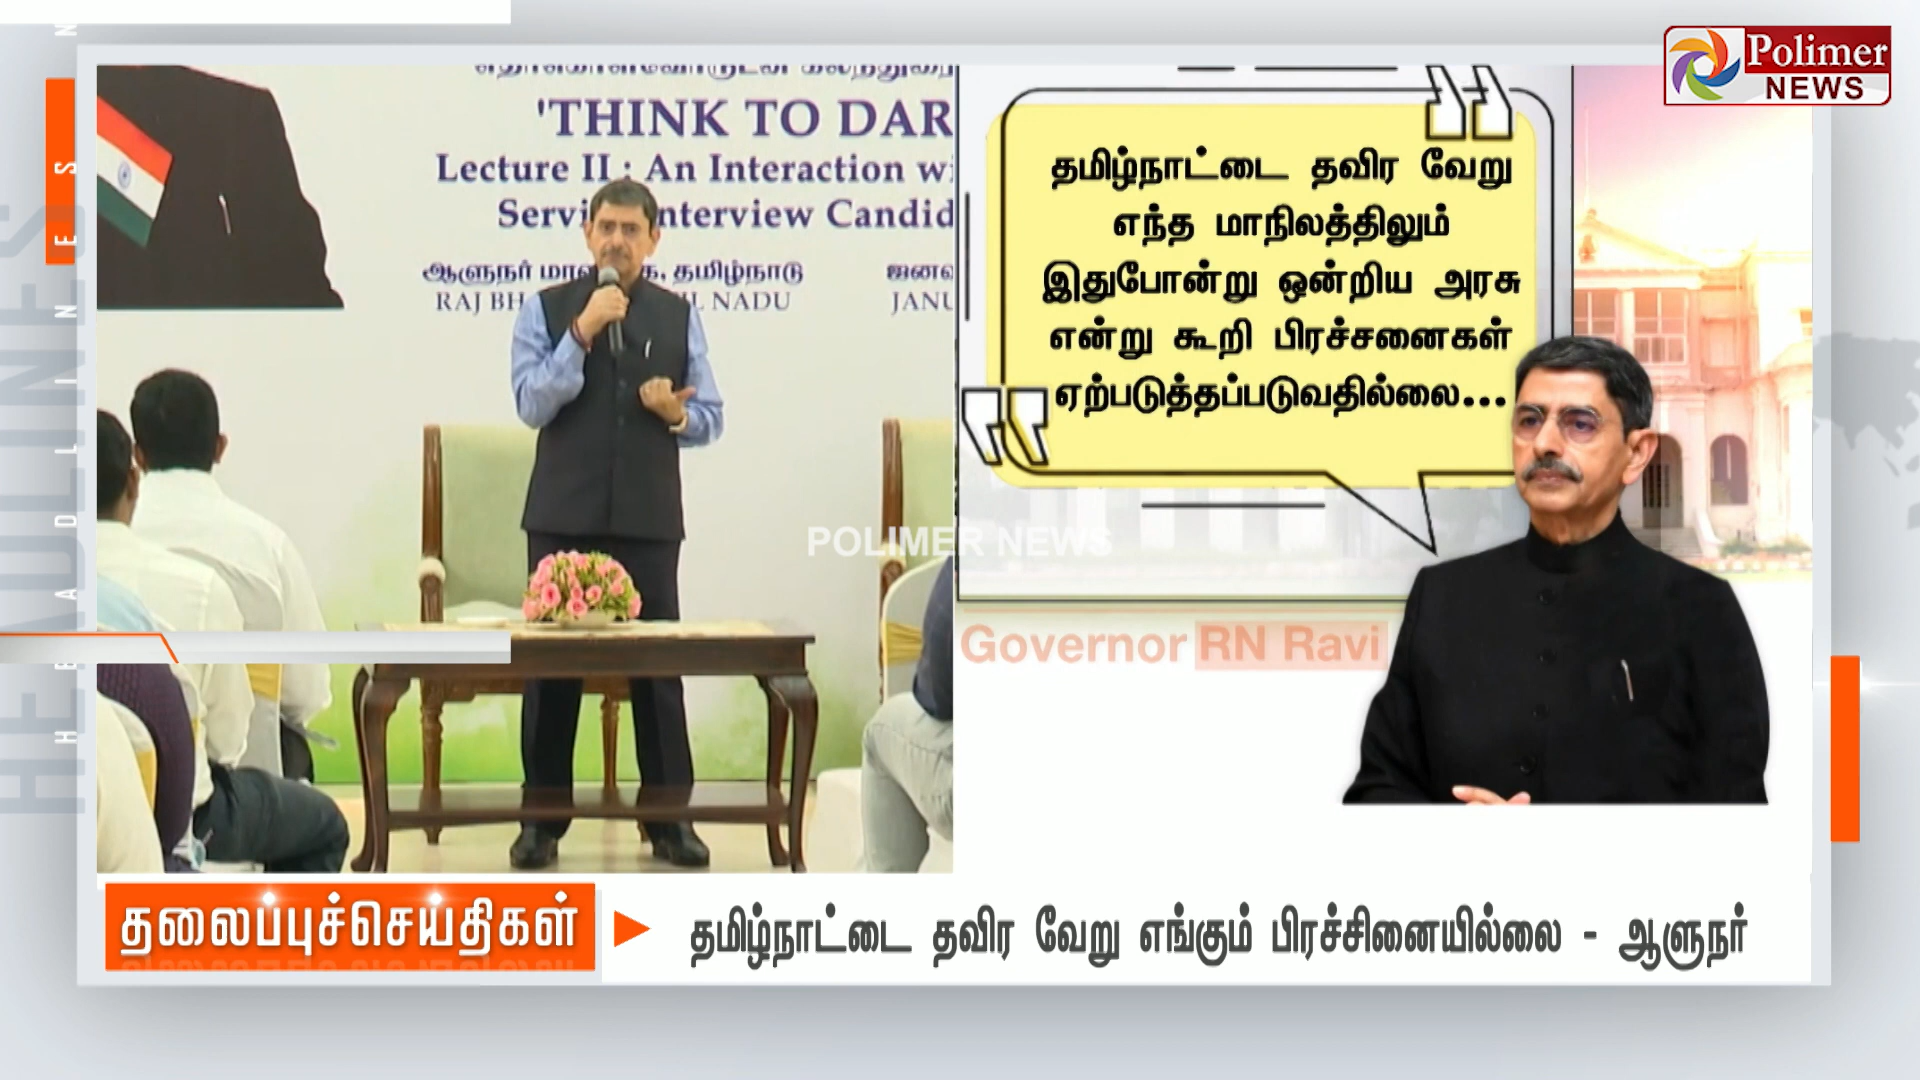 Polimer
NEWS
HEADLINES
'THINK TO DAR
Lecture II : An Interaction wi
Servi nterview Candid
ஆளுநர் மா கை, தமிழ்நாடு
RAJ BH IL NADU
JANU
தமிழ்நாட்டை தவிர வேறு
எந்த மாநிலத்திலும்
இதுபோன்று ஒன்றிய அரசு
என்று கூறி பிரச்சனைகள்
ஏற்படுத்தப்படுவதில்லை...
POLIMER NEWS
Governor RN Ravi
தலைப்புச்செய்திகள்
தமிழ்நாட்டை தவிர வேறு எங்கும் பிரச்சினையில்லை - ஆளுநர்